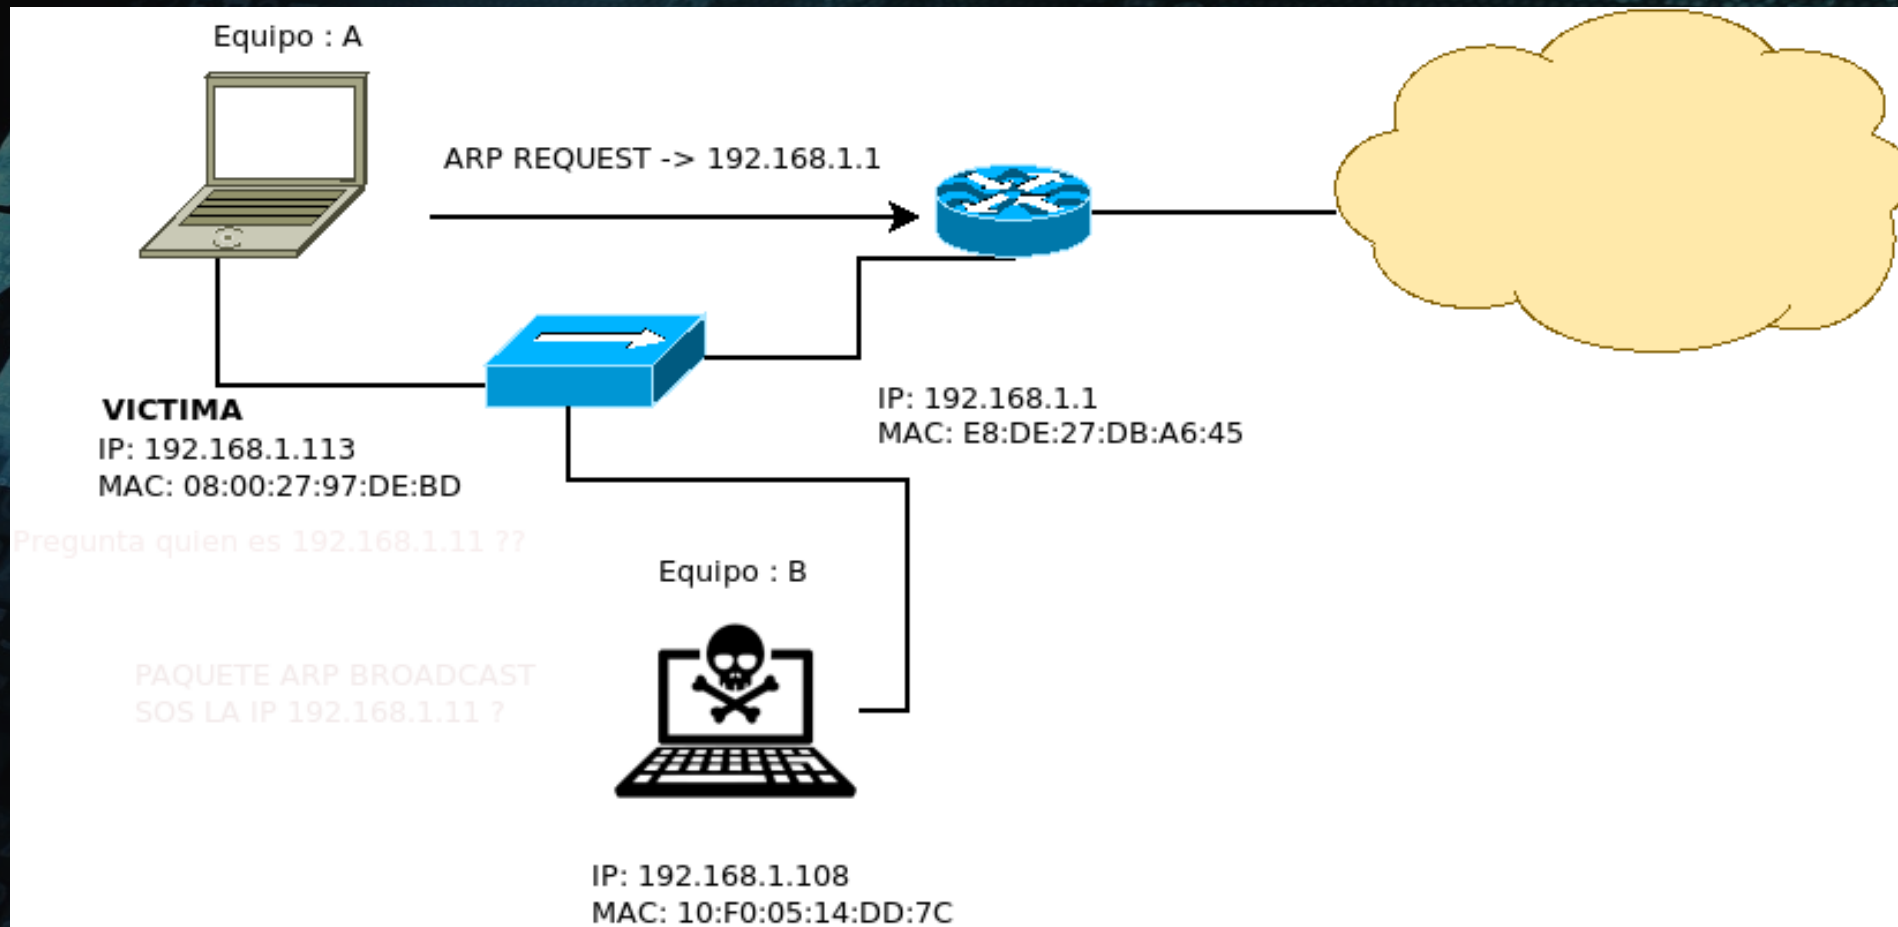 Equipo : A
ARP REQUEST -> 192.168.1.1
VICTIMA
IP: 192.168.1.113
MAC: 08:00:27:97:DE:BD
IP: 192.168.1.1
MAC: E8:DE:27:DB:A6:45
Pregunta quien es 192.168.1.11 ??
PAQUETE ARP BROADCAST
SOS LA IP 192.168.1.11 ?
Equipo : B
IP: 192.168.1.108
MAC: 10:F0:05:14:DD:7C